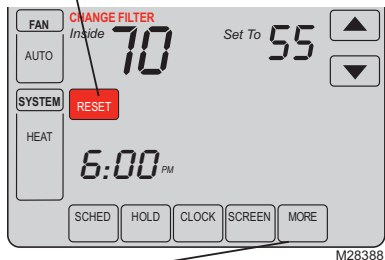 CHANGE FILTER
FAN
Inside 70
Set To 55
AUTO
SYSTEM
RESET
HEAT
6:00 PM
SCHED HOLD CLOCK SCREEN MORE
M28388